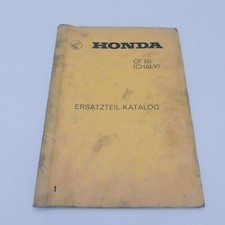 HONDA
CF 50
(CHALY)
ERSATZTEIL-KATALOG
1